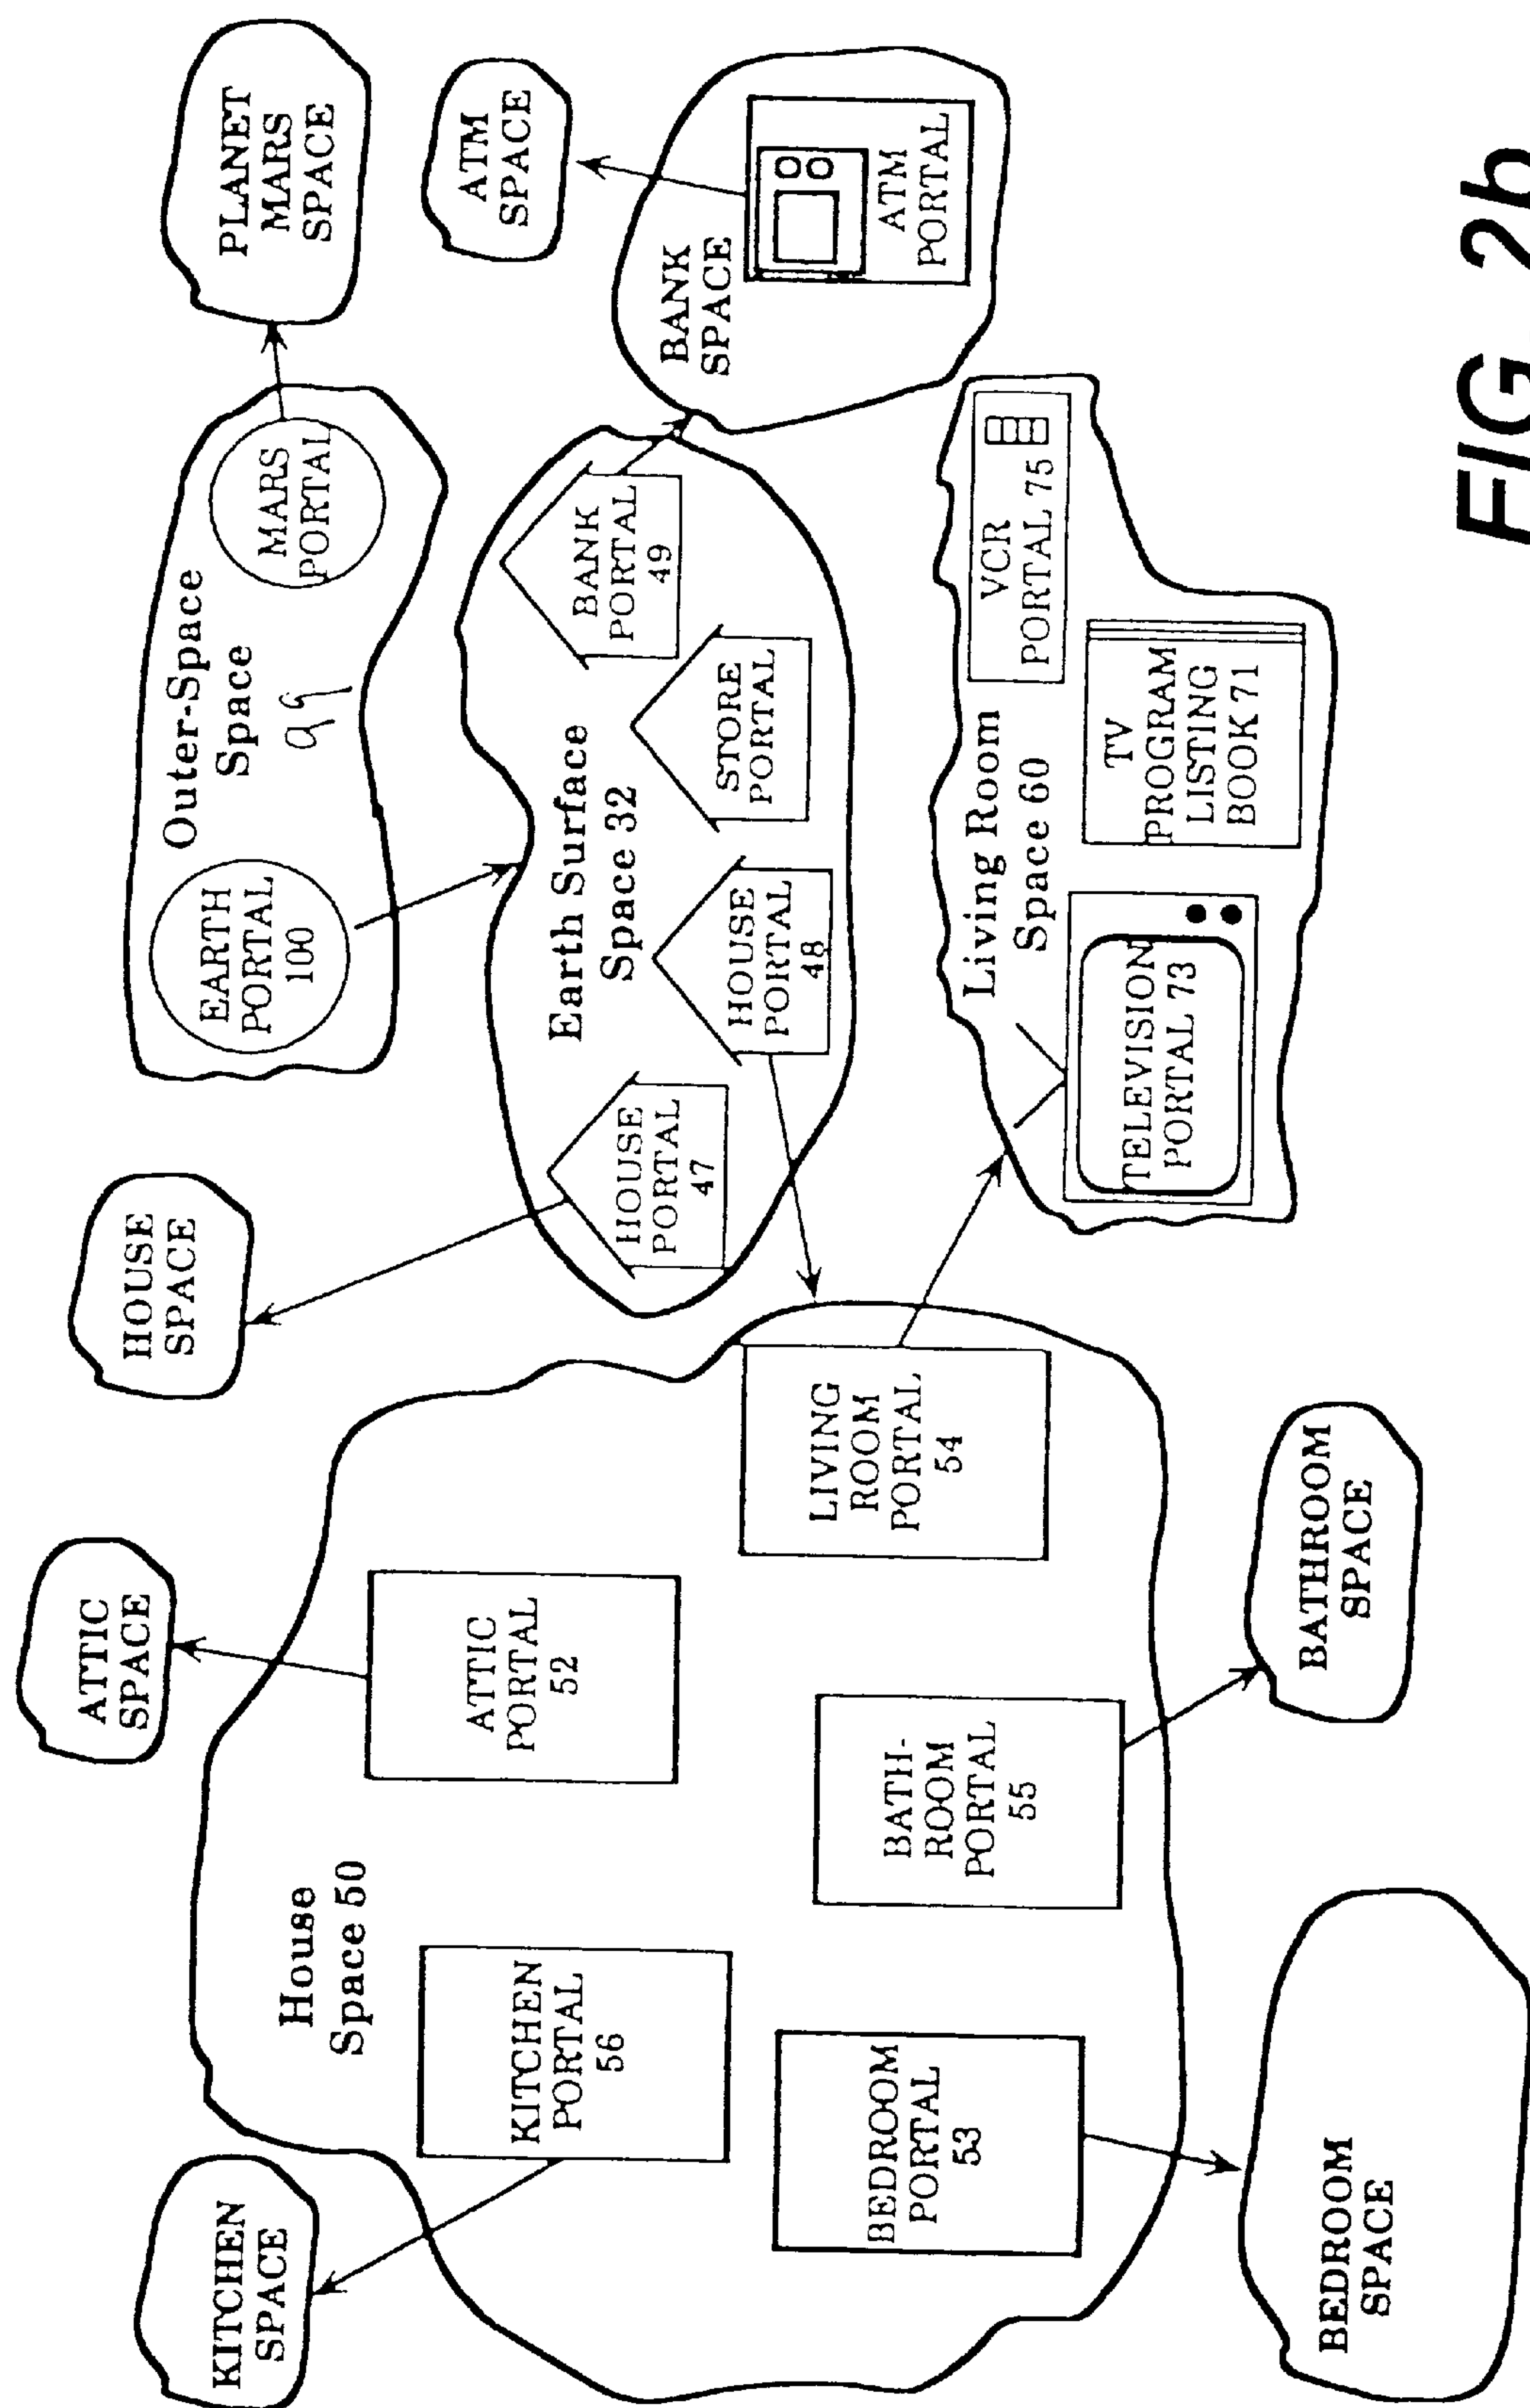 KITCHEN
SPACE
ATTIC
SPACE
HOUSE
SPACE
PLANET
MARS
SPACE
Outer-Space
Space
99
EARTH
PORTAL
100
MARS
PORTAL
ATM
SPACE
House
Space 50
KITCHEN
PORTAL
56
ATTIC
PORTAL
52
BEDROOM
PORTAL
53
BATH-
ROOM
PORTAL
55
LIVING
ROOM
PORTAL
54
Earth Surface
Space 32
HOUSE
PORTAL
47
HOUSE
PORTAL
48
STORE
PORTAL
BANK
PORTAL
49
BANK
SPACE
ATM
PORTAL
Living Room
Space 60
TELEVISION
PORTAL 73
TV
PROGRAM
LISTING
BOOK 71
VCR
PORTAL 75
BEDROOM
SPACE
BATHROOM
SPACE
FIG. 2b